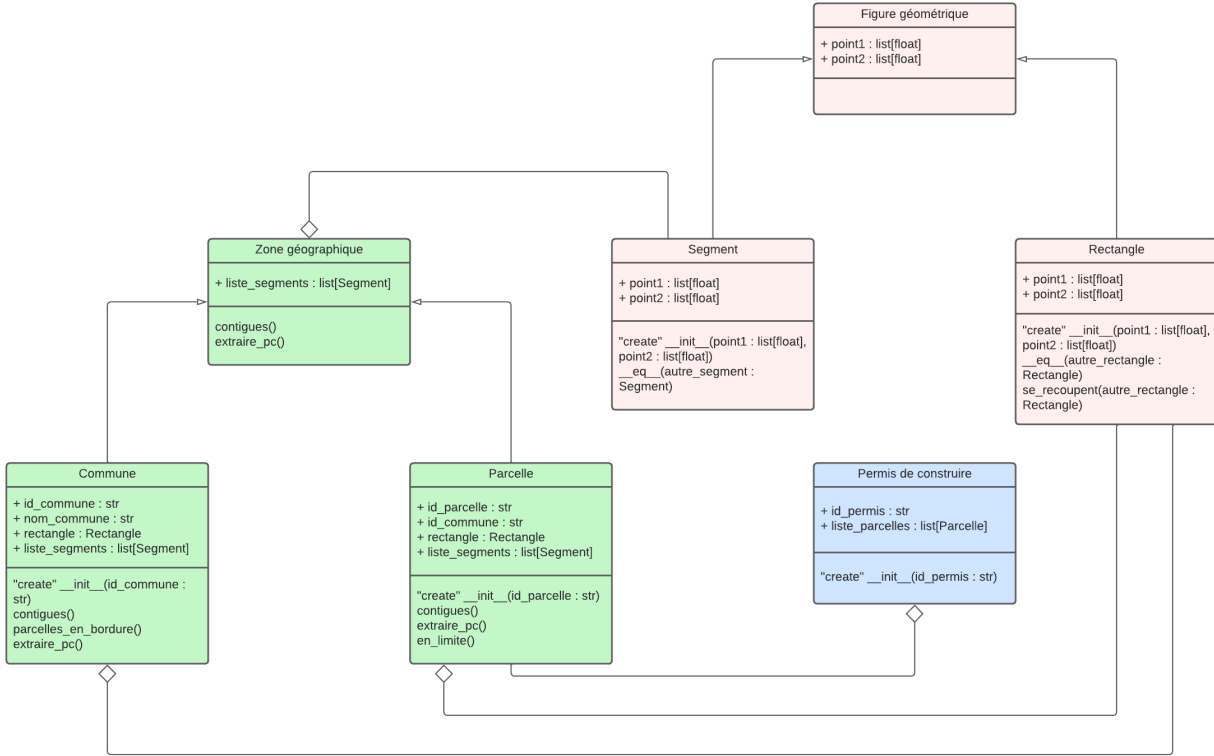 Figure géométrique
+ point1 : list[float]
+ point2 : list[float]
Zone géographique
+ liste_segments : list[Segment]
contigues()
extraire_pc()
Segment
+ point1 : list[float]
+ point2 : list[float]
"create" __init__(point1 : list[float],
point2 : list[float])
__eq__(autre_segment :
Segment)
Rectangle
+ point1 : list[float]
+ point2 : list[float]
"create" __init__(point1 : list[float],
point2 : list[float])
__eq__(autre_rectangle :
Rectangle)
se_recoupent(autre_rectangle :
Rectangle)
Commune
+ id_commune : str
+ nom_commune : str
+ rectangle : Rectangle
+ liste_segments : list[Segment]
"create" __init__(id_commune :
str)
contigues()
parcelles_en_bordure()
extraire_pc()
Parcelle
+ id_parcelle : str
+ id_commune : str
+ rectangle : Rectangle
+ liste_segments : list[Segment]
"create" __init__(id_parcelle : str)
contigues()
extraire_pc()
en_limite()
Permis de construire
+ id_permis : str
+ liste_parcelles : list[Parcelle]
"create" __init__(id_permis : str)